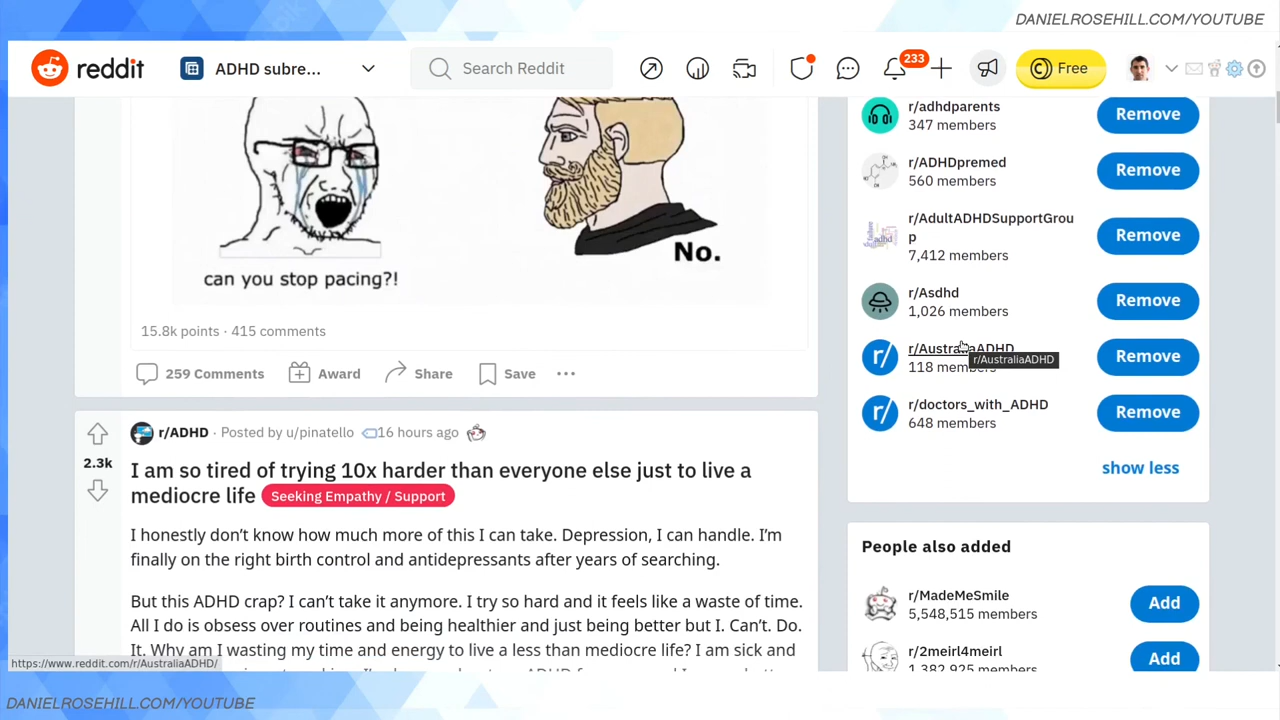 DANIELROSEHILL.COM/YOUTUBE
reddit
ADHD subre...
Search Reddit
233
Free
can you stop pacing?!
No.
15.8k points · 415 comments
259 Comments
Award
Share
Save
r/ADHD · Posted by u/pinatello 16 hours ago
2.3k
I am so tired of trying 10x harder than everyone else just to live a
mediocre life Seeking Empathy / Support
I honestly don't know how much more of this I can take. Depression, I can handle. I'm
finally on the right birth control and antidepressants after years of searching.
But this ADHD crap? I can't take it anymore. I try so hard and it feels like a waste of time.
All I do is obsess over routines and being healthier and just being better but I. Can't. Do.
It. Why am I wasting my time and energy to live a less than mediocre life? I am sick and
r/adhdparents
347 members
Remove
r/ADHDpremed
560 members
Remove
r/AdultADHDSupportGrou
p
7,412 members
Remove
r/Asdhd
1,026 members
Remove
r/AustraliaADHD
r/AustraliaADHD
118 members
Remove
r/doctors_with_ADHD
648 members
Remove
show less
People also added
r/MadeMeSmile
5,548,515 members
Add
r/2meirl4meirl
1,382,925 members
Add
https://www.reddit.com/r/AustraliaADHD/
DANIELROSEHILL.COM/YOUTUBE